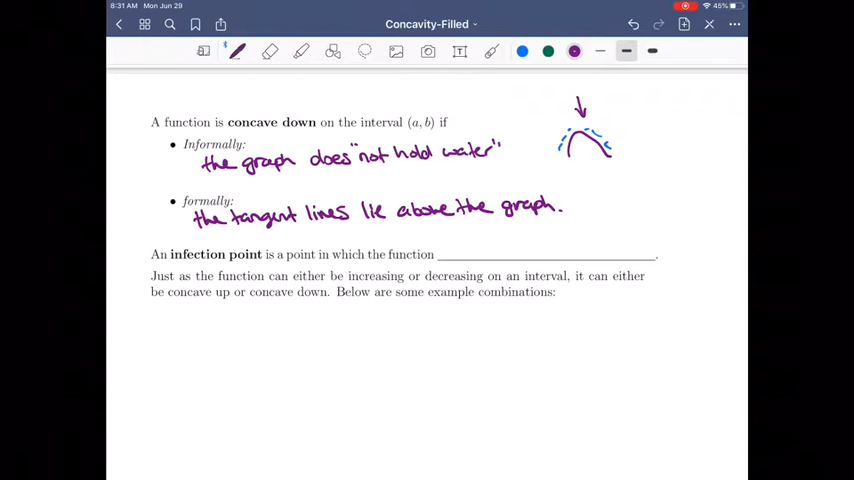 8:31 AM Mon Jun 29
45%
Concavity-Filled
A function is concave down on the interval (a, b) if
• Informally:
the graph does "not hold water"
• formally:
the tangent lines lie above the graph.
An infection point is a point in which the function ____________________.
Just as the function can either be increasing or decreasing on an interval, it can either
be concave up or concave down. Below are some example combinations: